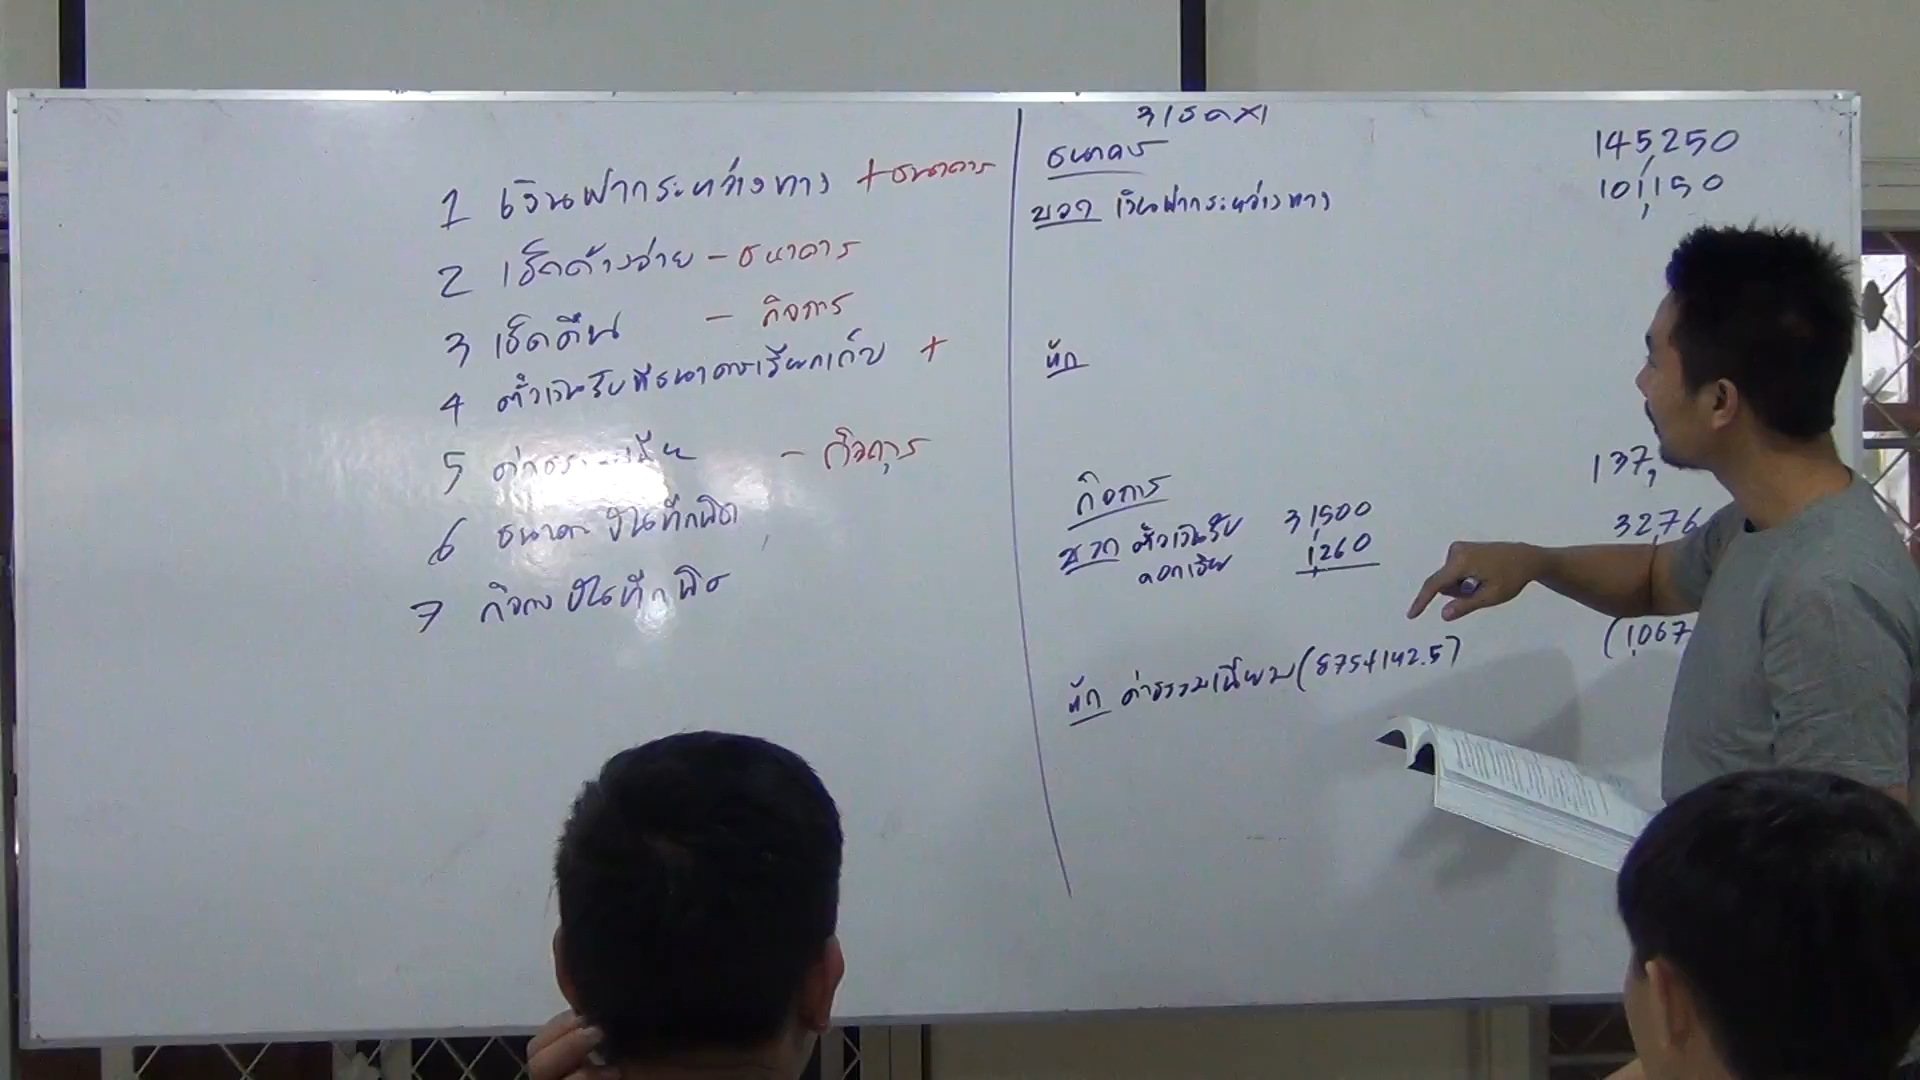 1 เงินฝากระหว่างทาง + ธนาคาร
2 เช็คค้างจ่าย - ธนาคาร
3 เช็คคืน - กิจการ
4 ตั๋วเงินรับที่ธนาคารเรียกเก็บ +
5 - กิจการ
6 ธนาคาร บันทึกผิด
7 กิจการ บันทึกผิด
31 ธค X1
ธนาคาร 145,250
บวก เงินฝากระหว่างทาง 101,150
หัก
กิจการ 137,
บวก ตั๋วเงินรับ 31,500 32,76
ดอกเบี้ย 1,260
หัก ค่าธรรมเนียม (875+142.5) (1,067